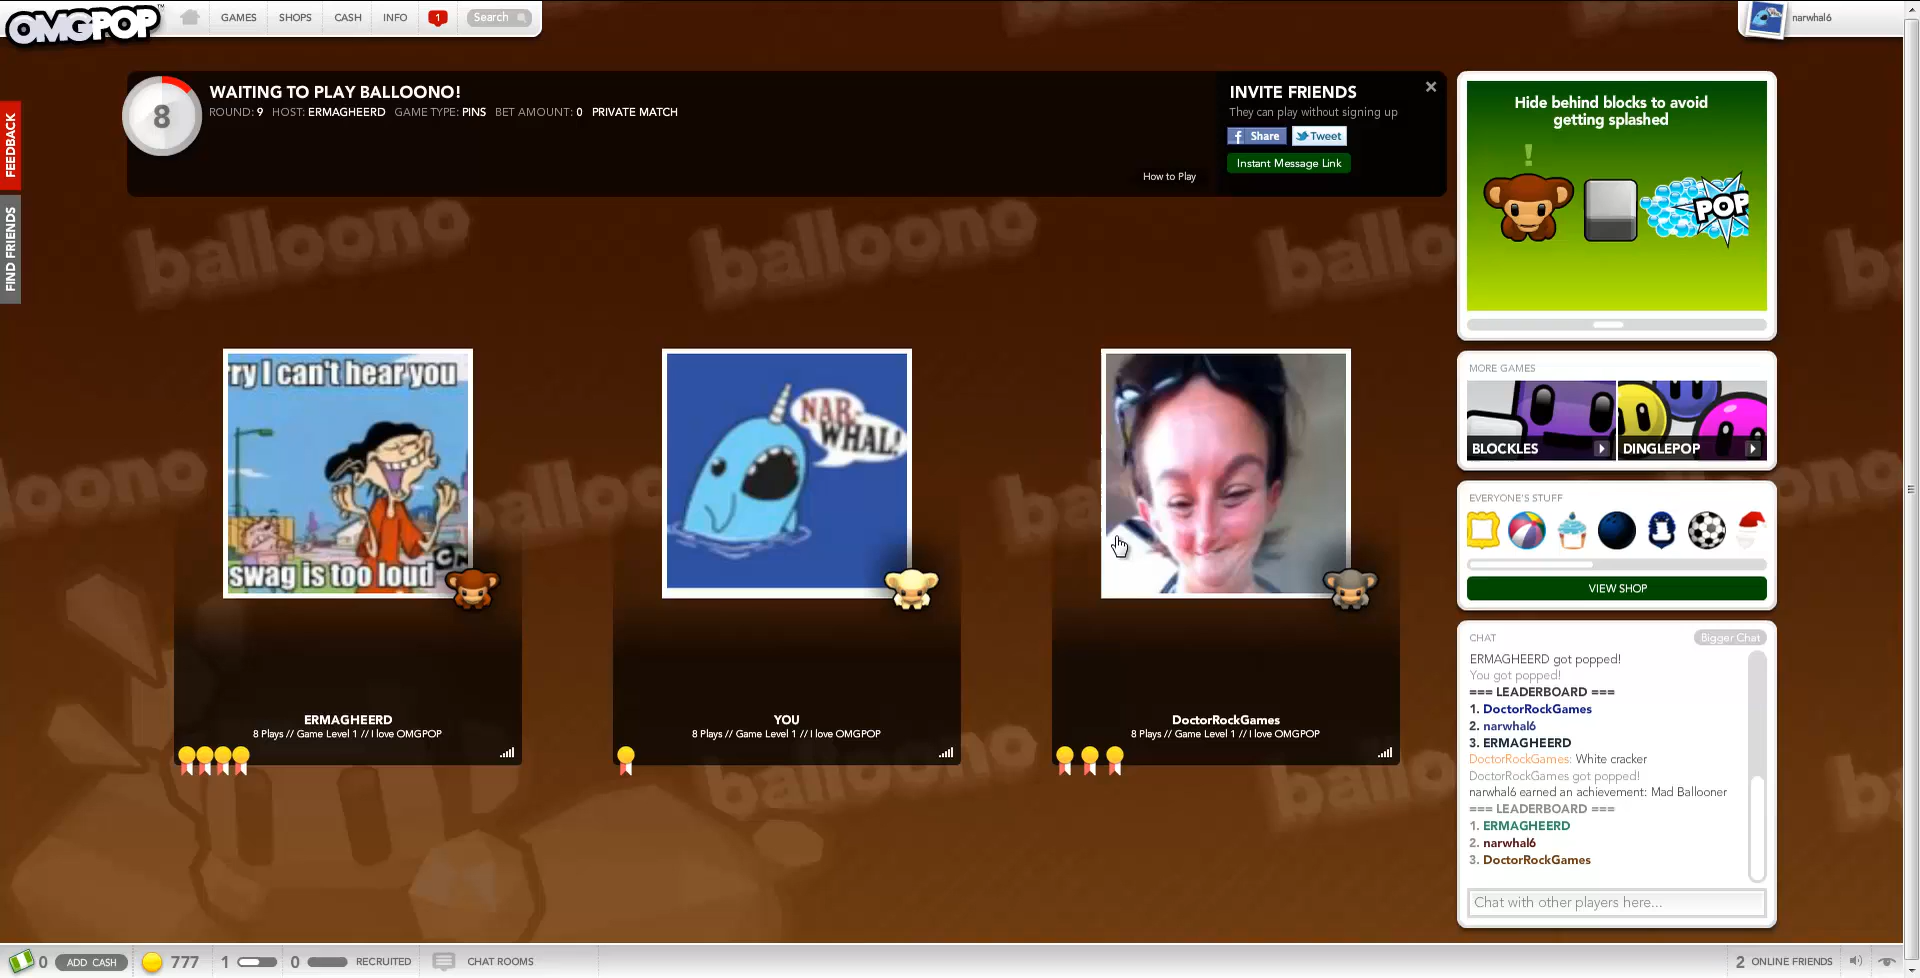 OMGPOP™
GAMES SHOPS CASH INFO 1 Search
narwhal6
FEEDBACK
FIND FRIENDS
8
WAITING TO PLAY BALLOONO!
ROUND: 9 HOST: ERMAGHEERD GAME TYPE: PINS BET AMOUNT: 0 PRIVATE MATCH
How to Play
INVITE FRIENDS
They can play without signing up
f Share Tweet
Instant Message Link
balloono balloono balloono
rry I can't hear you
swag is too loud
NAR-
WHAL!
ERMAGHEERD
8 Plays // Game Level 1 // I love OMGPOP
YOU
8 Plays // Game Level 1 // I love OMGPOP
DoctorRockGames
8 Plays // Game Level 1 // I love OMGPOP
Hide behind blocks to avoid
getting splashed
!
POP
MORE GAMES
BLOCKLES DINGLEPOP
EVERYONE'S STUFF
VIEW SHOP
CHAT Bigger Chat
ERMAGHEERD got popped!
You got popped!
=== LEADERBOARD ===
1. DoctorRockGames
2. narwhal6
3. ERMAGHEERD
DoctorRockGames: White cracker
DoctorRockGames got popped!
narwhal6 earned an achievement: Mad Ballooner
=== LEADERBOARD ===
1. ERMAGHEERD
2. narwhal6
3. DoctorRockGames
Chat with other players here...
0 ADD CASH 777 1 0 RECRUITED CHAT ROOMS
2 ONLINE FRIENDS